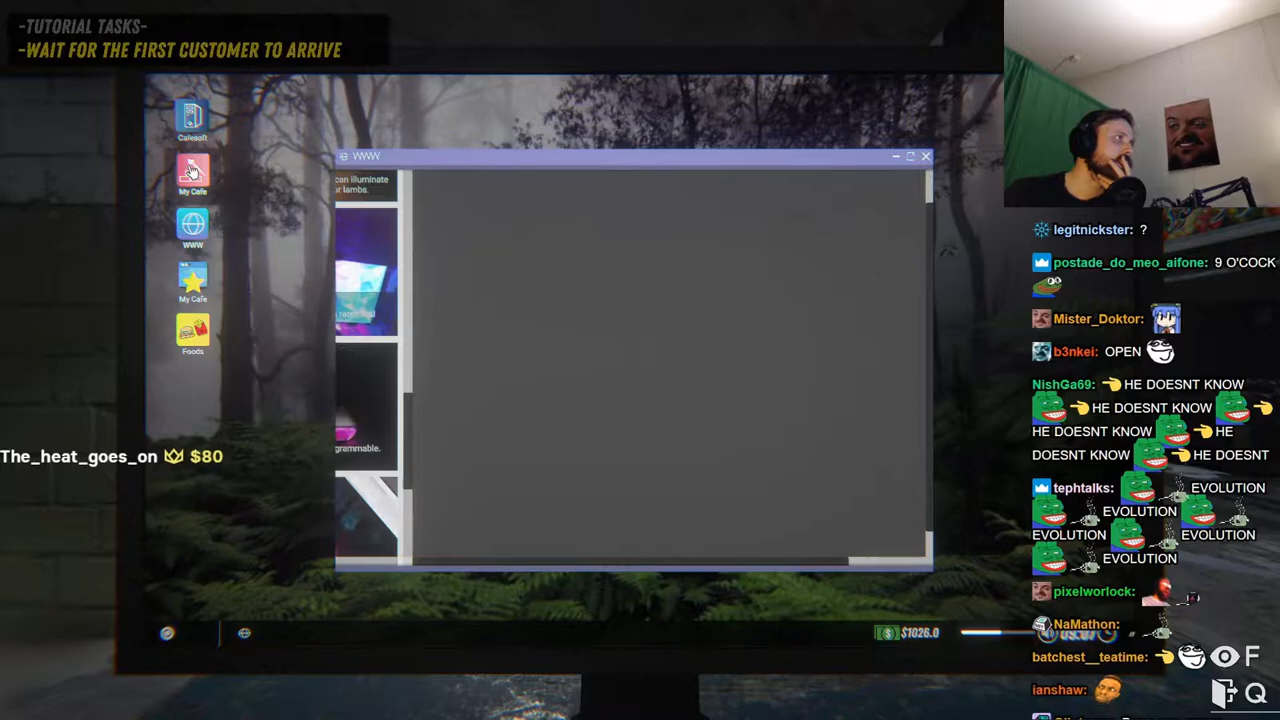 -TUTORIAL TASKS-
-WAIT FOR THE FIRST CUSTOMER TO ARRIVE
Cafesoft
My Cafe
WWW
My Cafe
Foods
WWW
can illuminate
or lambs.
grammable.
The_heat_goes_on $80
$1026.0
legitnickster: ?
postade_do_meo_aifone: 9 O'COCK
Mister_Doktor:
b3nkei: OPEN
NishGa69: HE DOESNT KNOW
HE DOESNT KNOW
HE DOESNT KNOW HE
DOESNT KNOW HE DOESNT
tephtalks: EVOLUTION
EVOLUTION
EVOLUTION EVOLUTION
EVOLUTION
pixelworlock:
NaMathon:
batchest__teatime:
ianshaw:
F
Q